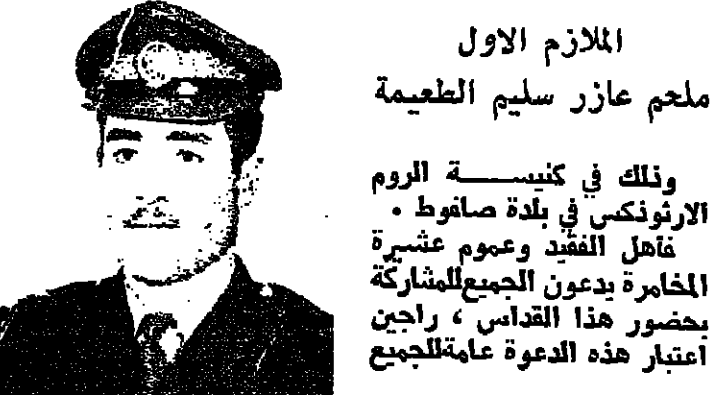 الملازم الاول
ملحم عازر سليم الطعيمة
وذلك في كنيسـة الروم
الارثوذكس في بلدة صافوط .
فاهل الفقيد وعموم عشيرة
المخامرة يدعون الجميع للمشاركة
بحضور هذا القداس ، راجين
اعتبار هذه الدعوة عامة للجميع